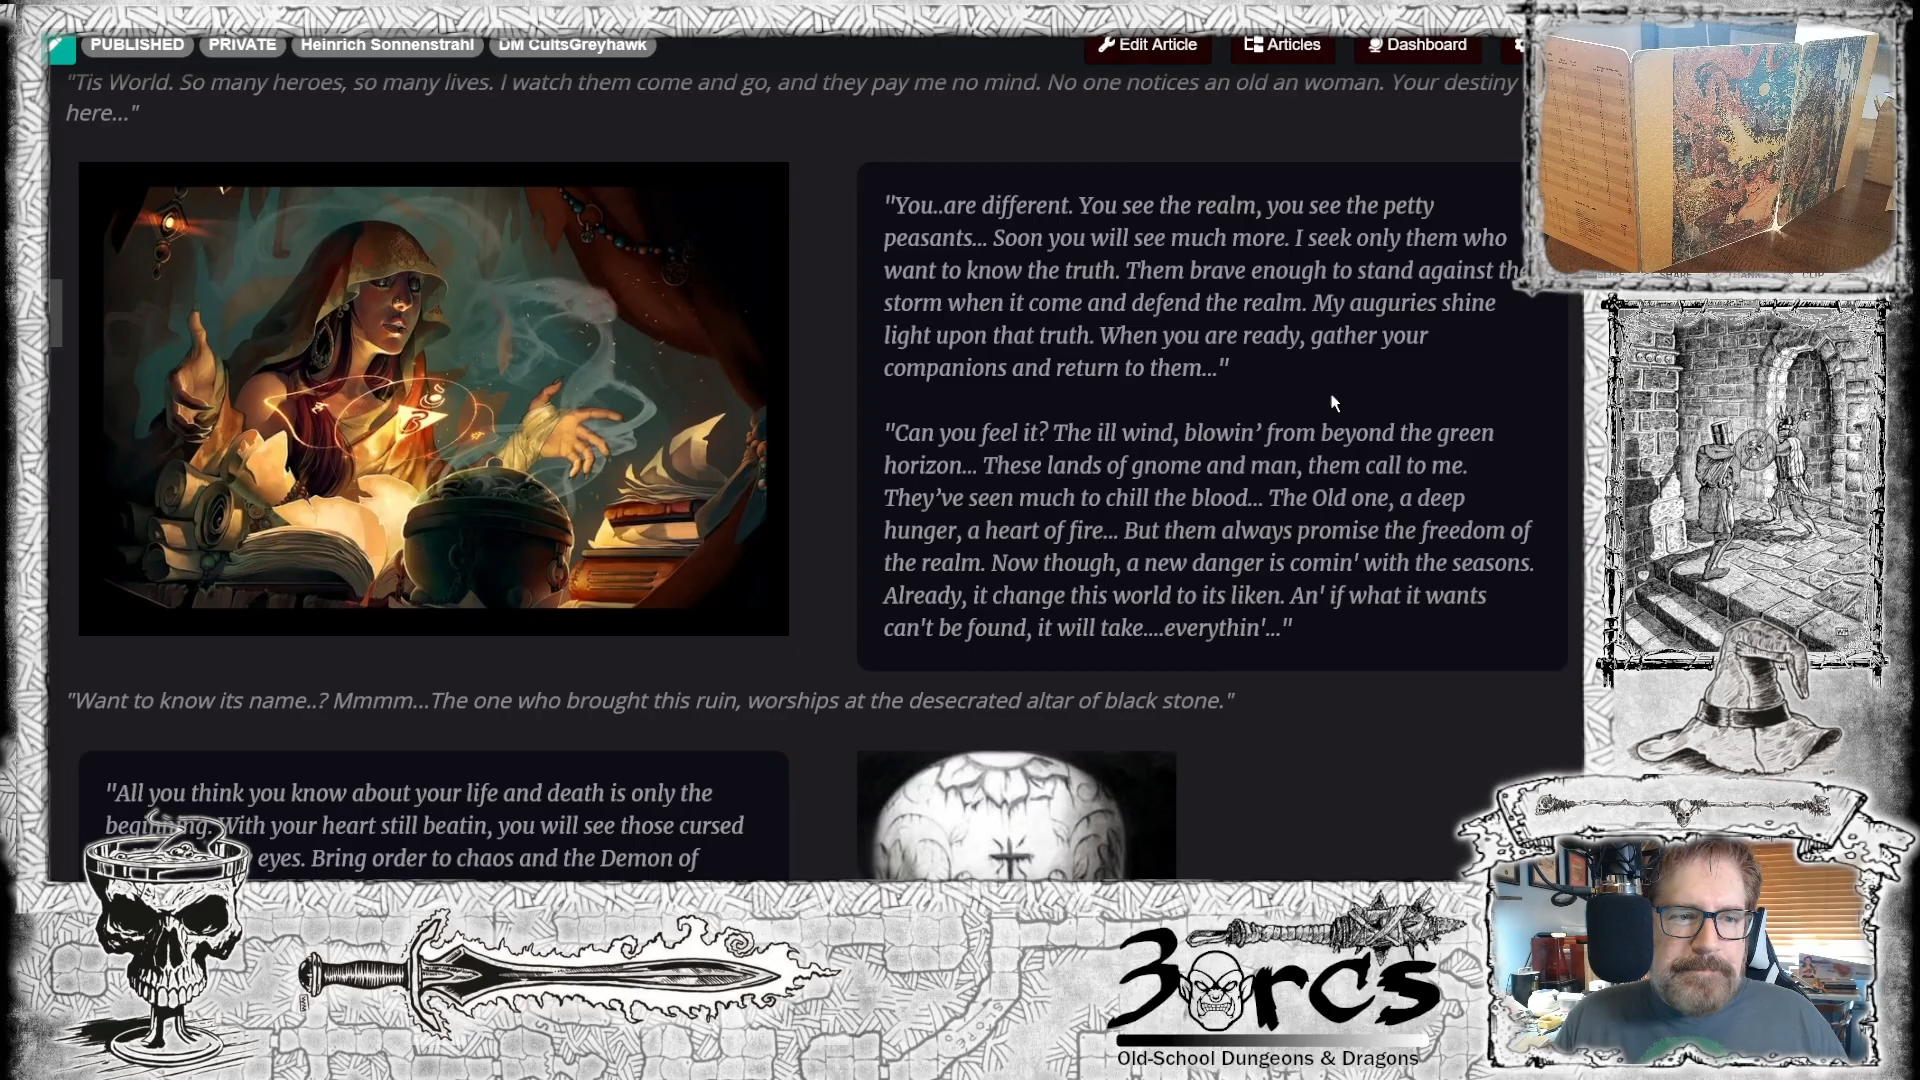 PUBLISHED PRIVATE Heinrich Sonnenstrahl DM CultsGreyhawk Edit Article Articles Dashboard
"Tis World. So many heroes, so many lives. I watch them come and go, and they pay me no mind. No one notices an old an woman. Your destiny
here..."
"You..are different. You see the realm, you see the petty
peasants... Soon you will see much more. I seek only them who
want to know the truth. Them brave enough to stand against the
storm when it come and defend the realm. My auguries shine
light upon that truth. When you are ready, gather your
companions and return to them..."
"Can you feel it? The ill wind, blowin’ from beyond the green
horizon... These lands of gnome and man, them call to me.
They’ve seen much to chill the blood... The Old one, a deep
hunger, a heart of fire... But them always promise the freedom of
the realm. Now though, a new danger is comin' with the seasons.
Already, it change this world to its liken. An' if what it wants
can't be found, it will take....everythin'..."
"Want to know its name..? Mmmm...The one who brought this ruin, worships at the desecrated altar of black stone."
"All you think you know about your life and death is only the
beginning. With your heart still beatin, you will see those cursed
eyes. Bring order to chaos and the Demon of
3orcs
Old-School Dungeons & Dragons